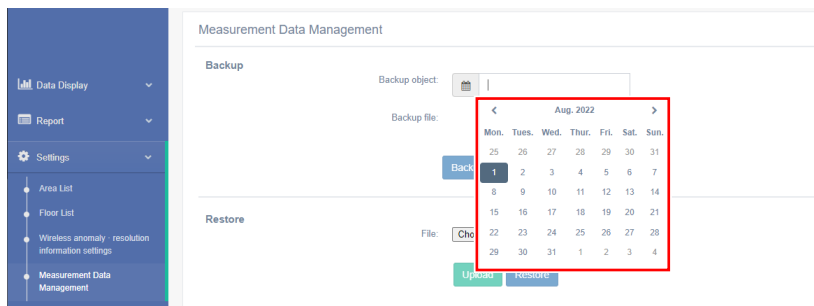 Measurement Data Management
Backup
Backup object:
Data Display
Aug. 2022
Report
Backup file:
Mon. Tues. Wed. Thur. Fri. Sat. Sun.
25 26 27 28 29 30 31
Settings
Back
1 2 3 4 5 6 7
Area List
8 9 10 11 12 13 14
Floor List
Restore
15 16 17 18 19 20 21
Wireless anomaly - resolution
information settings
File:
Cho
22 23 24 25 26 27 28
29 30 31 1 2 3 4
Measurement Data
Management
Upload
Restore